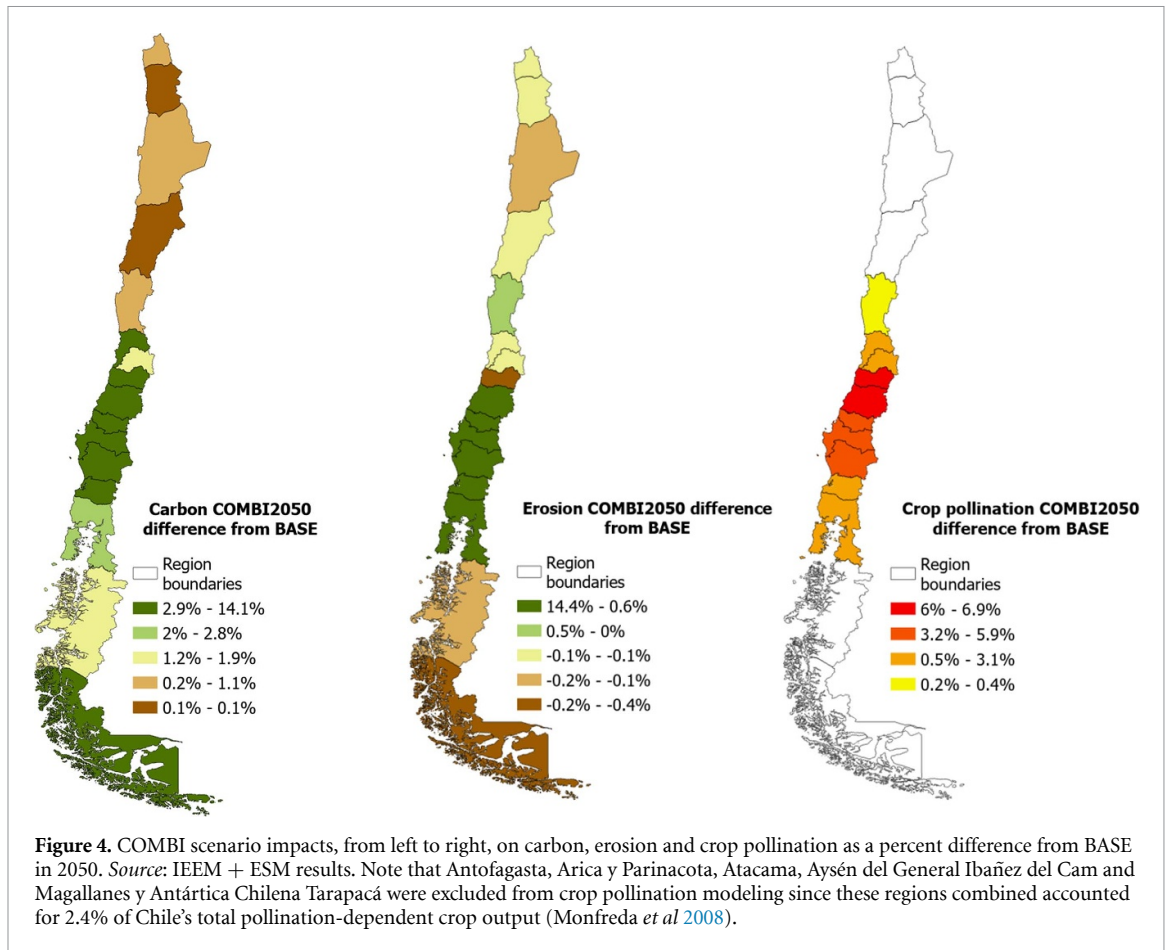 Carbon COMBI2050
difference from BASE
Region
boundaries
2.9% - 14.1%
2% - 2.8%
1.2% - 1.9%
0.2% - 1.1%
0.1% - 0.1%
Erosion COMBI2050 difference
from BASE
Region
boundaries
14.4% - 0.6%
0.5% - 0%
-0.1% - -0.1%
-0.2% - -0.1%
-0.2% - -0.4%
Crop pollination COMBI2050
difference from BASE
Region
boundaries
6% - 6.9%
3.2% - 5.9%
0.5% - 3.1%
0.2% - 0.4%
Figure 4. COMBI scenario impacts, from left to right, on carbon, erosion and crop pollination as a percent difference from BASE
in 2050. Source: IEEM + ESM results. Note that Antofagasta, Arica y Parinacota, Atacama, Aysén del General Ibañez del Cam and
Magallanes y Antártica Chilena Tarapacá were excluded from crop pollination modeling since these regions combined accounted
for 2.4% of Chile's total pollination-dependent crop output (Monfreda et al 2008).